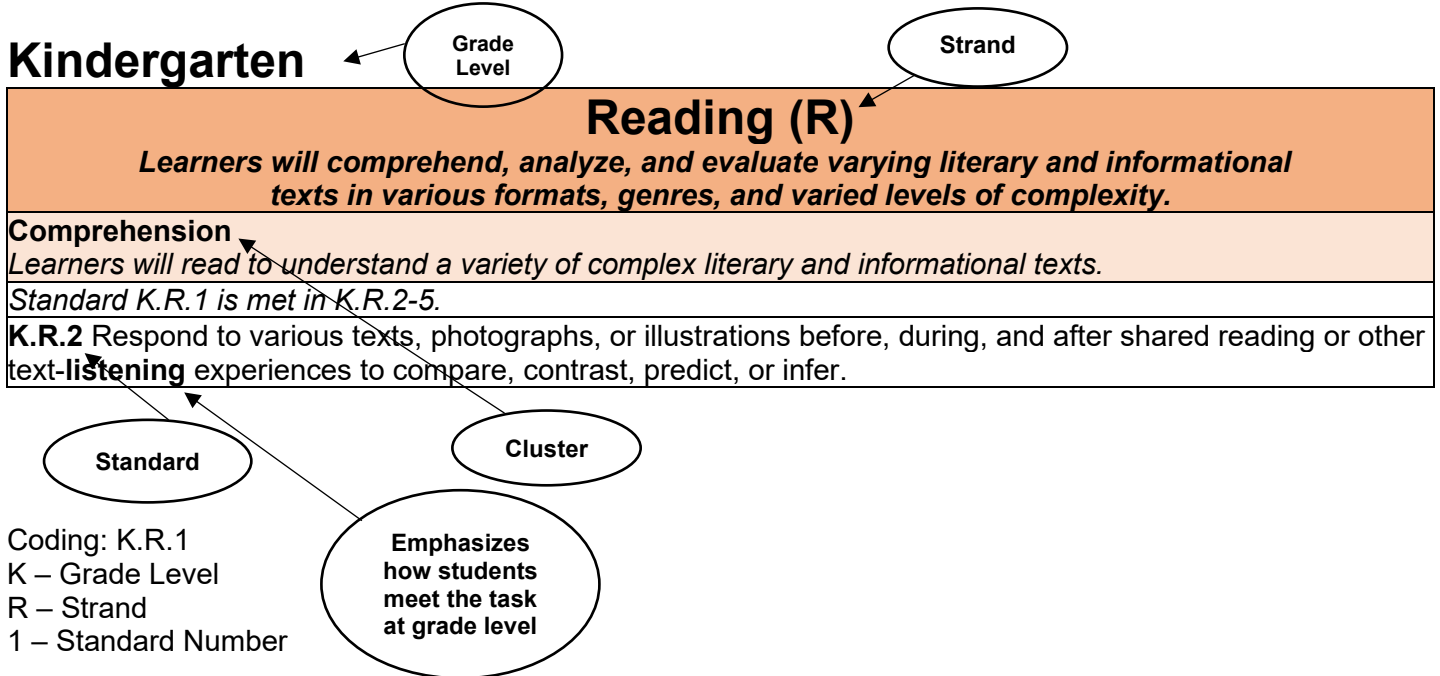 Grade
Level
Strand
Kindergarten
Reading (R)
Learners will comprehend, analyze, and evaluate varying literary and informational
texts in various formats, genres, and varied levels of complexity.
Comprehension
Learners will read to understand a variety of complex literary and informational texts.
Standard K.R.1 is met in K.R.2-5.
K.R.2 Respond to various texts, photographs, or illustrations before, during, and after shared reading or other
text-listening experiences to compare, contrast, predict, or infer.
Standard
Cluster
Coding: K.R.1
K – Grade Level
R – Strand
1 – Standard Number
Emphasizes
how students
meet the task
at grade level